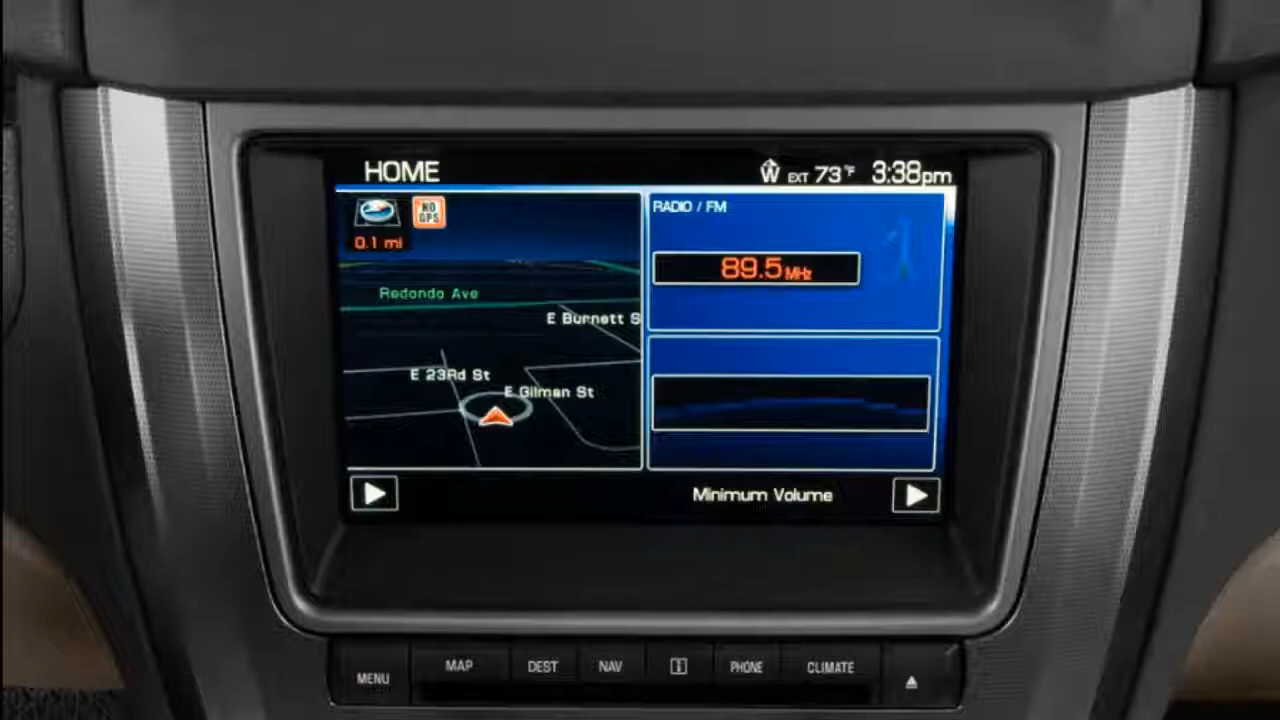 HOME
W EXT 73°F 3:38pm
NO
GPS
0.1 mi
RADIO / FM
89.5 MHz
Redondo Ave
E Burnett S
E 23Rd St
E Gilman St
Minimum Volume
MENU
MAP
DEST
NAV
i
PHONE
CLIMATE